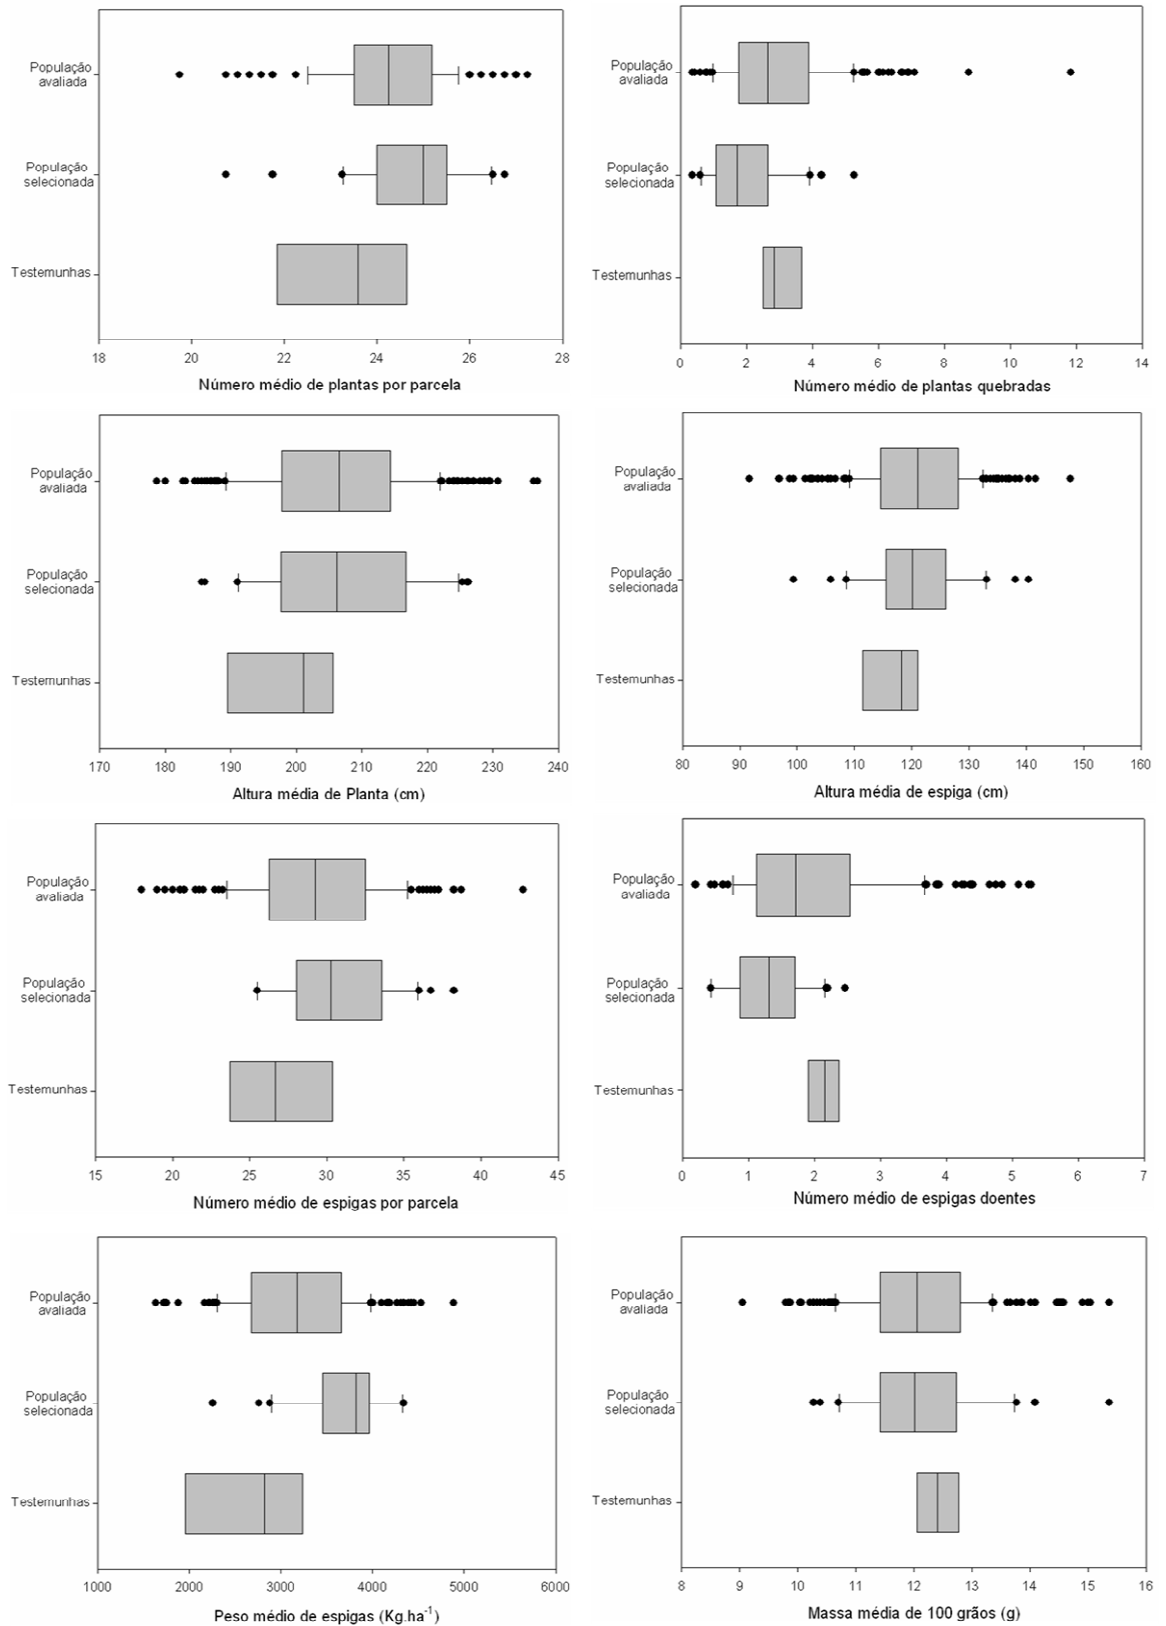 População
avaliada
População
selecionada
Testemunhas
18 20 22 24 26 28
Número médio de plantas por parcela
População
avaliada
População
selecionada
Testemunhas
0 2 4 6 8 10 12 14
Número médio de plantas quebradas
População
avaliada
População
selecionada
Testemunhas
170 180 190 200 210 220 230 240
Altura média de Planta (cm)
População
avaliada
População
selecionada
Testemunhas
80 90 100 110 120 130 140 150 160
Altura média de espiga (cm)
População
avaliada
População
selecionada
Testemunhas
15 20 25 30 35 40 45
Número médio de espigas por parcela
População
avaliada
População
selecionada
Testemunhas
0 1 2 3 4 5 6 7
Número médio de espigas doentes
População
avaliada
População
selecionada
Testemunhas
1000 2000 3000 4000 5000 6000
Peso médio de espigas (Kg.ha⁻¹)
População
avaliada
População
selecionada
Testemunhas
8 9 10 11 12 13 14 15 16
Massa média de 100 grãos (g)